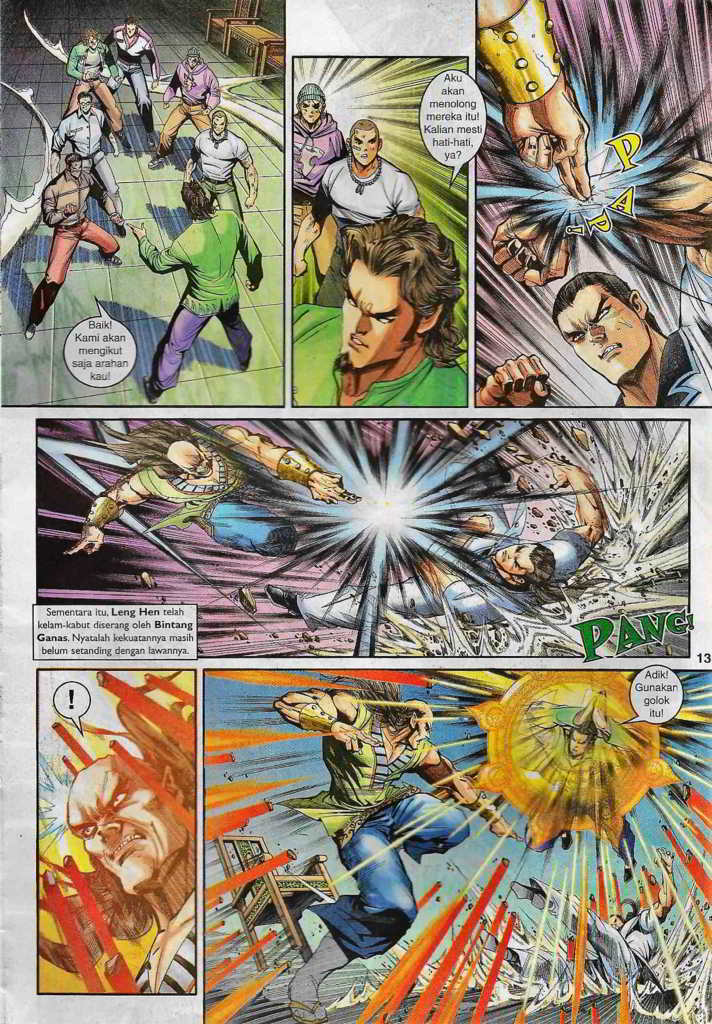 Baik!
Kami akan
mengikut
saja arahan
kau!
Aku
akan
menolong
mereka itu!
Kalian mesti
hati-hati,
ya?
PAP!
Sementara itu, Leng Hen telah
kelam-kabut diserang oleh Bintang
Ganas. Nyatalah kekuatannya masih
belum setanding dengan lawannya.
PANG!
13
!
Adik!
Gunakan
golok
itu!